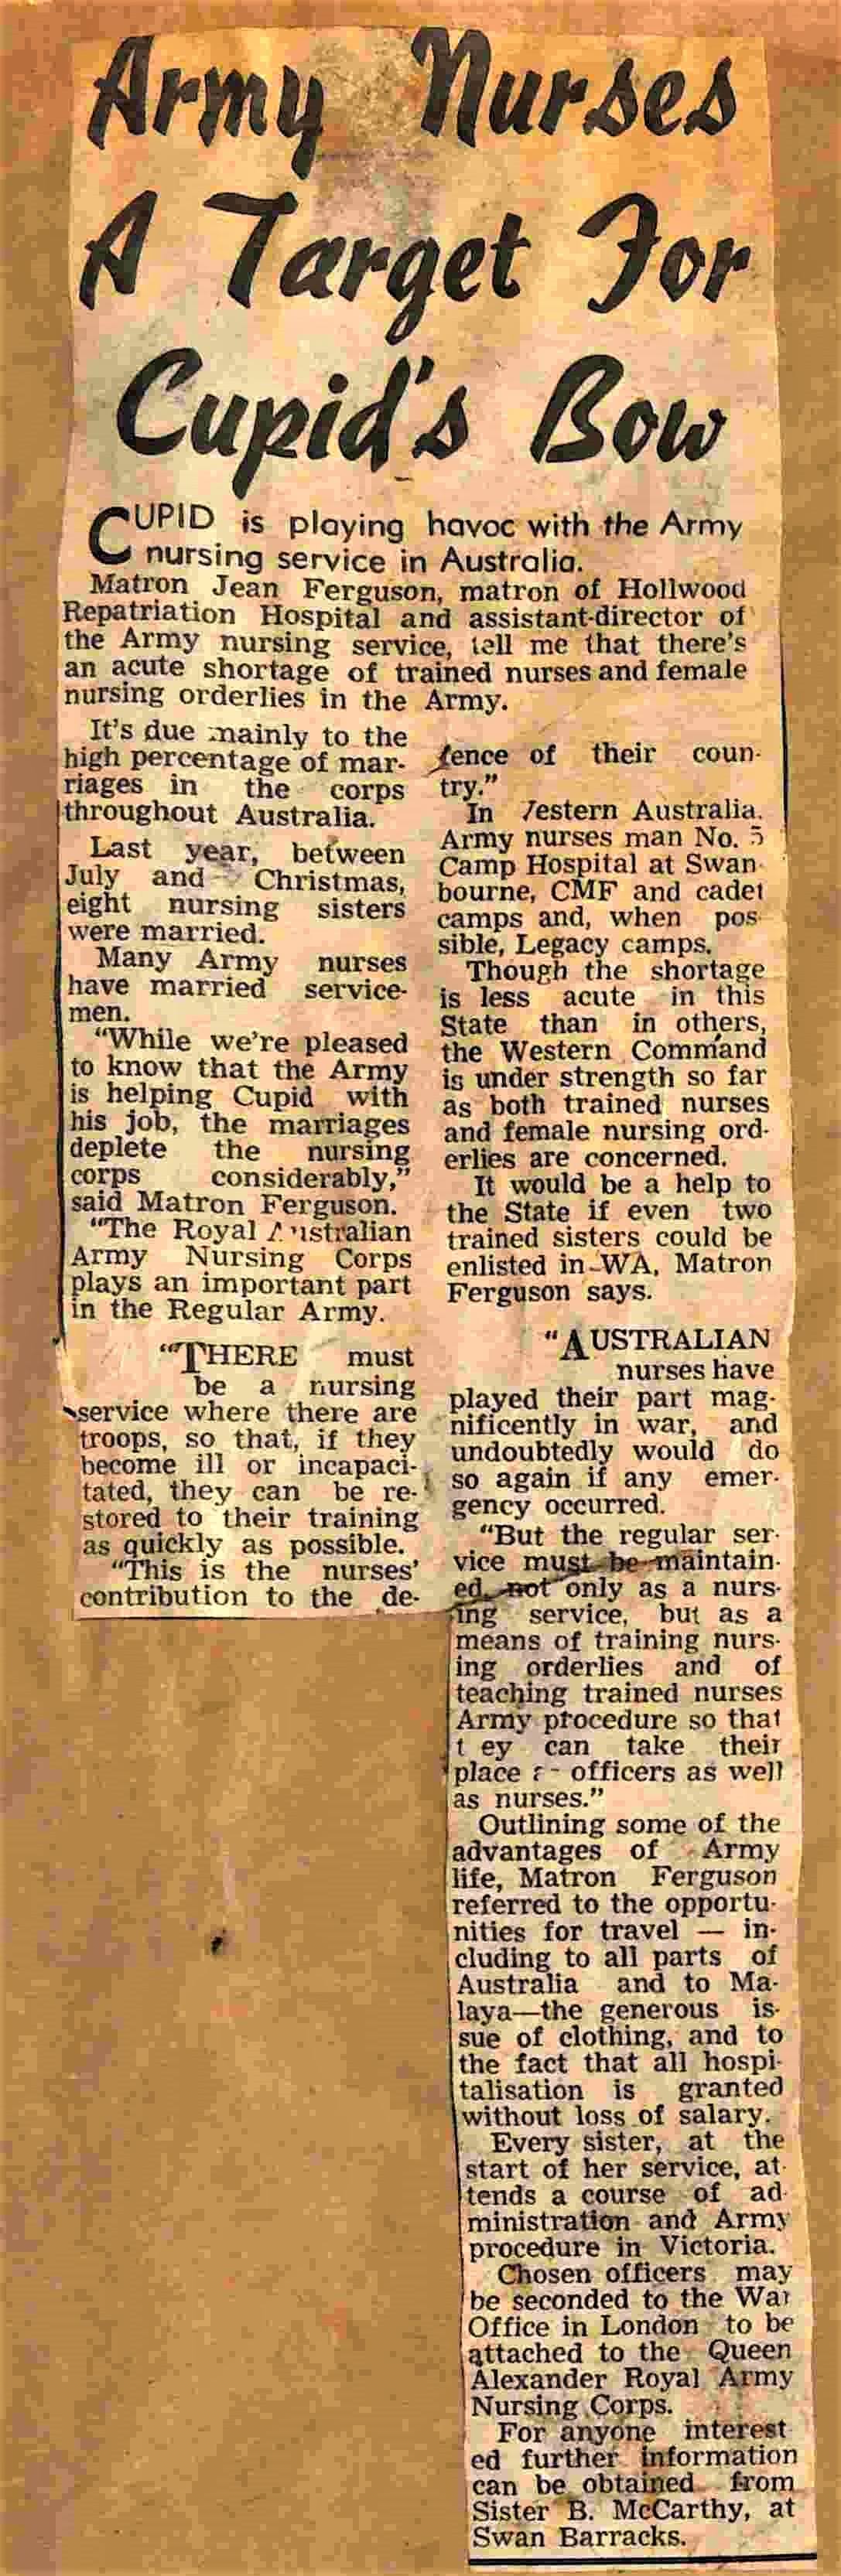 Army Nurses
A Target For
Cupid's Bow
CUPID is playing havoc with the Army
nursing service in Australia.
Matron Jean Ferguson, matron of Hollwood
Repatriation Hospital and assistant-director of
the Army nursing service, tell me that there's
an acute shortage of trained nurses and female
nursing orderlies in the Army.
It's due mainly to the
high percentage of mar-
riages in the corps
throughout Australia.
Last year, between
July and Christmas,
eight nursing sisters
were married.
Many Army nurses
have married service-
men.
"While we're pleased
to know that the Army
is helping Cupid with
his job, the marriages
deplete the nursing
corps considerably,"
said Matron Ferguson.
"The Royal Australian
Army Nursing Corps
plays an important part
in the Regular Army.
"THERE must
be a nursing
service where there are
troops, so that, if they
become ill or incapaci-
tated, they can be re-
stored to their training
as quickly as possible.
"This is the nurses'
contribution to the de-
fence of their coun-
try."
In Western Australia.
Army nurses man No. 5
Camp Hospital at Swan-
bourne, CMF and cadet
camps and, when pos-
sible, Legacy camps.
Though the shortage
is less acute in this
State than in others,
the Western Command
is under strength so far
as both trained nurses
and female nursing ord-
erlies are concerned.
It would be a help to
the State if even two
trained sisters could be
enlisted in WA, Matron
Ferguson says.
"AUSTRALIAN
nurses have
played their part mag-
nificently in war, and
undoubtedly would do
so again if any emer-
gency occurred.
"But the regular ser-
vice must be maintain-
ed, not only as a nurs-
ing service, but as a
means of training nurs-
ing orderlies and of
teaching trained nurses
Army procedure so that
t ey can take their
place as officers as well
as nurses."
Outlining some of the
advantages of Army
life, Matron Ferguson
referred to the opportu-
nities for travel — in-
cluding to all parts of
Australia and to Ma-
laya—the generous is-
sue of clothing, and to
the fact that all hospi-
talisation is granted
without loss of salary.
Every sister, at the
start of her service, at-
tends a course of ad-
ministration and Army
procedure in Victoria.
Chosen officers may
be seconded to the War
Office in London to be
attached to the Queen
Alexander Royal Army
Nursing Corps.
For anyone interest
ed further information
can be obtained from
Sister B. McCarthy, at
Swan Barracks.